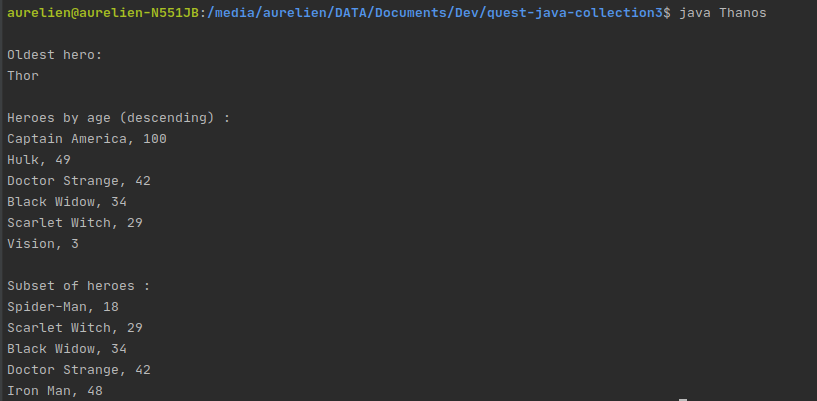 aurelien@aurelien-N551JB:/media/aurelien/DATA/Documents/Dev/quest-java-collection3$ java Thanos
Oldest hero:
Thor
Heroes by age (descending) :
Captain America, 100
Hulk, 49
Doctor Strange, 42
Black Widow, 34
Scarlet Witch, 29
Vision, 3
Subset of heroes :
Spider-Man, 18
Scarlet Witch, 29
Black Widow, 34
Doctor Strange, 42
Iron Man, 48